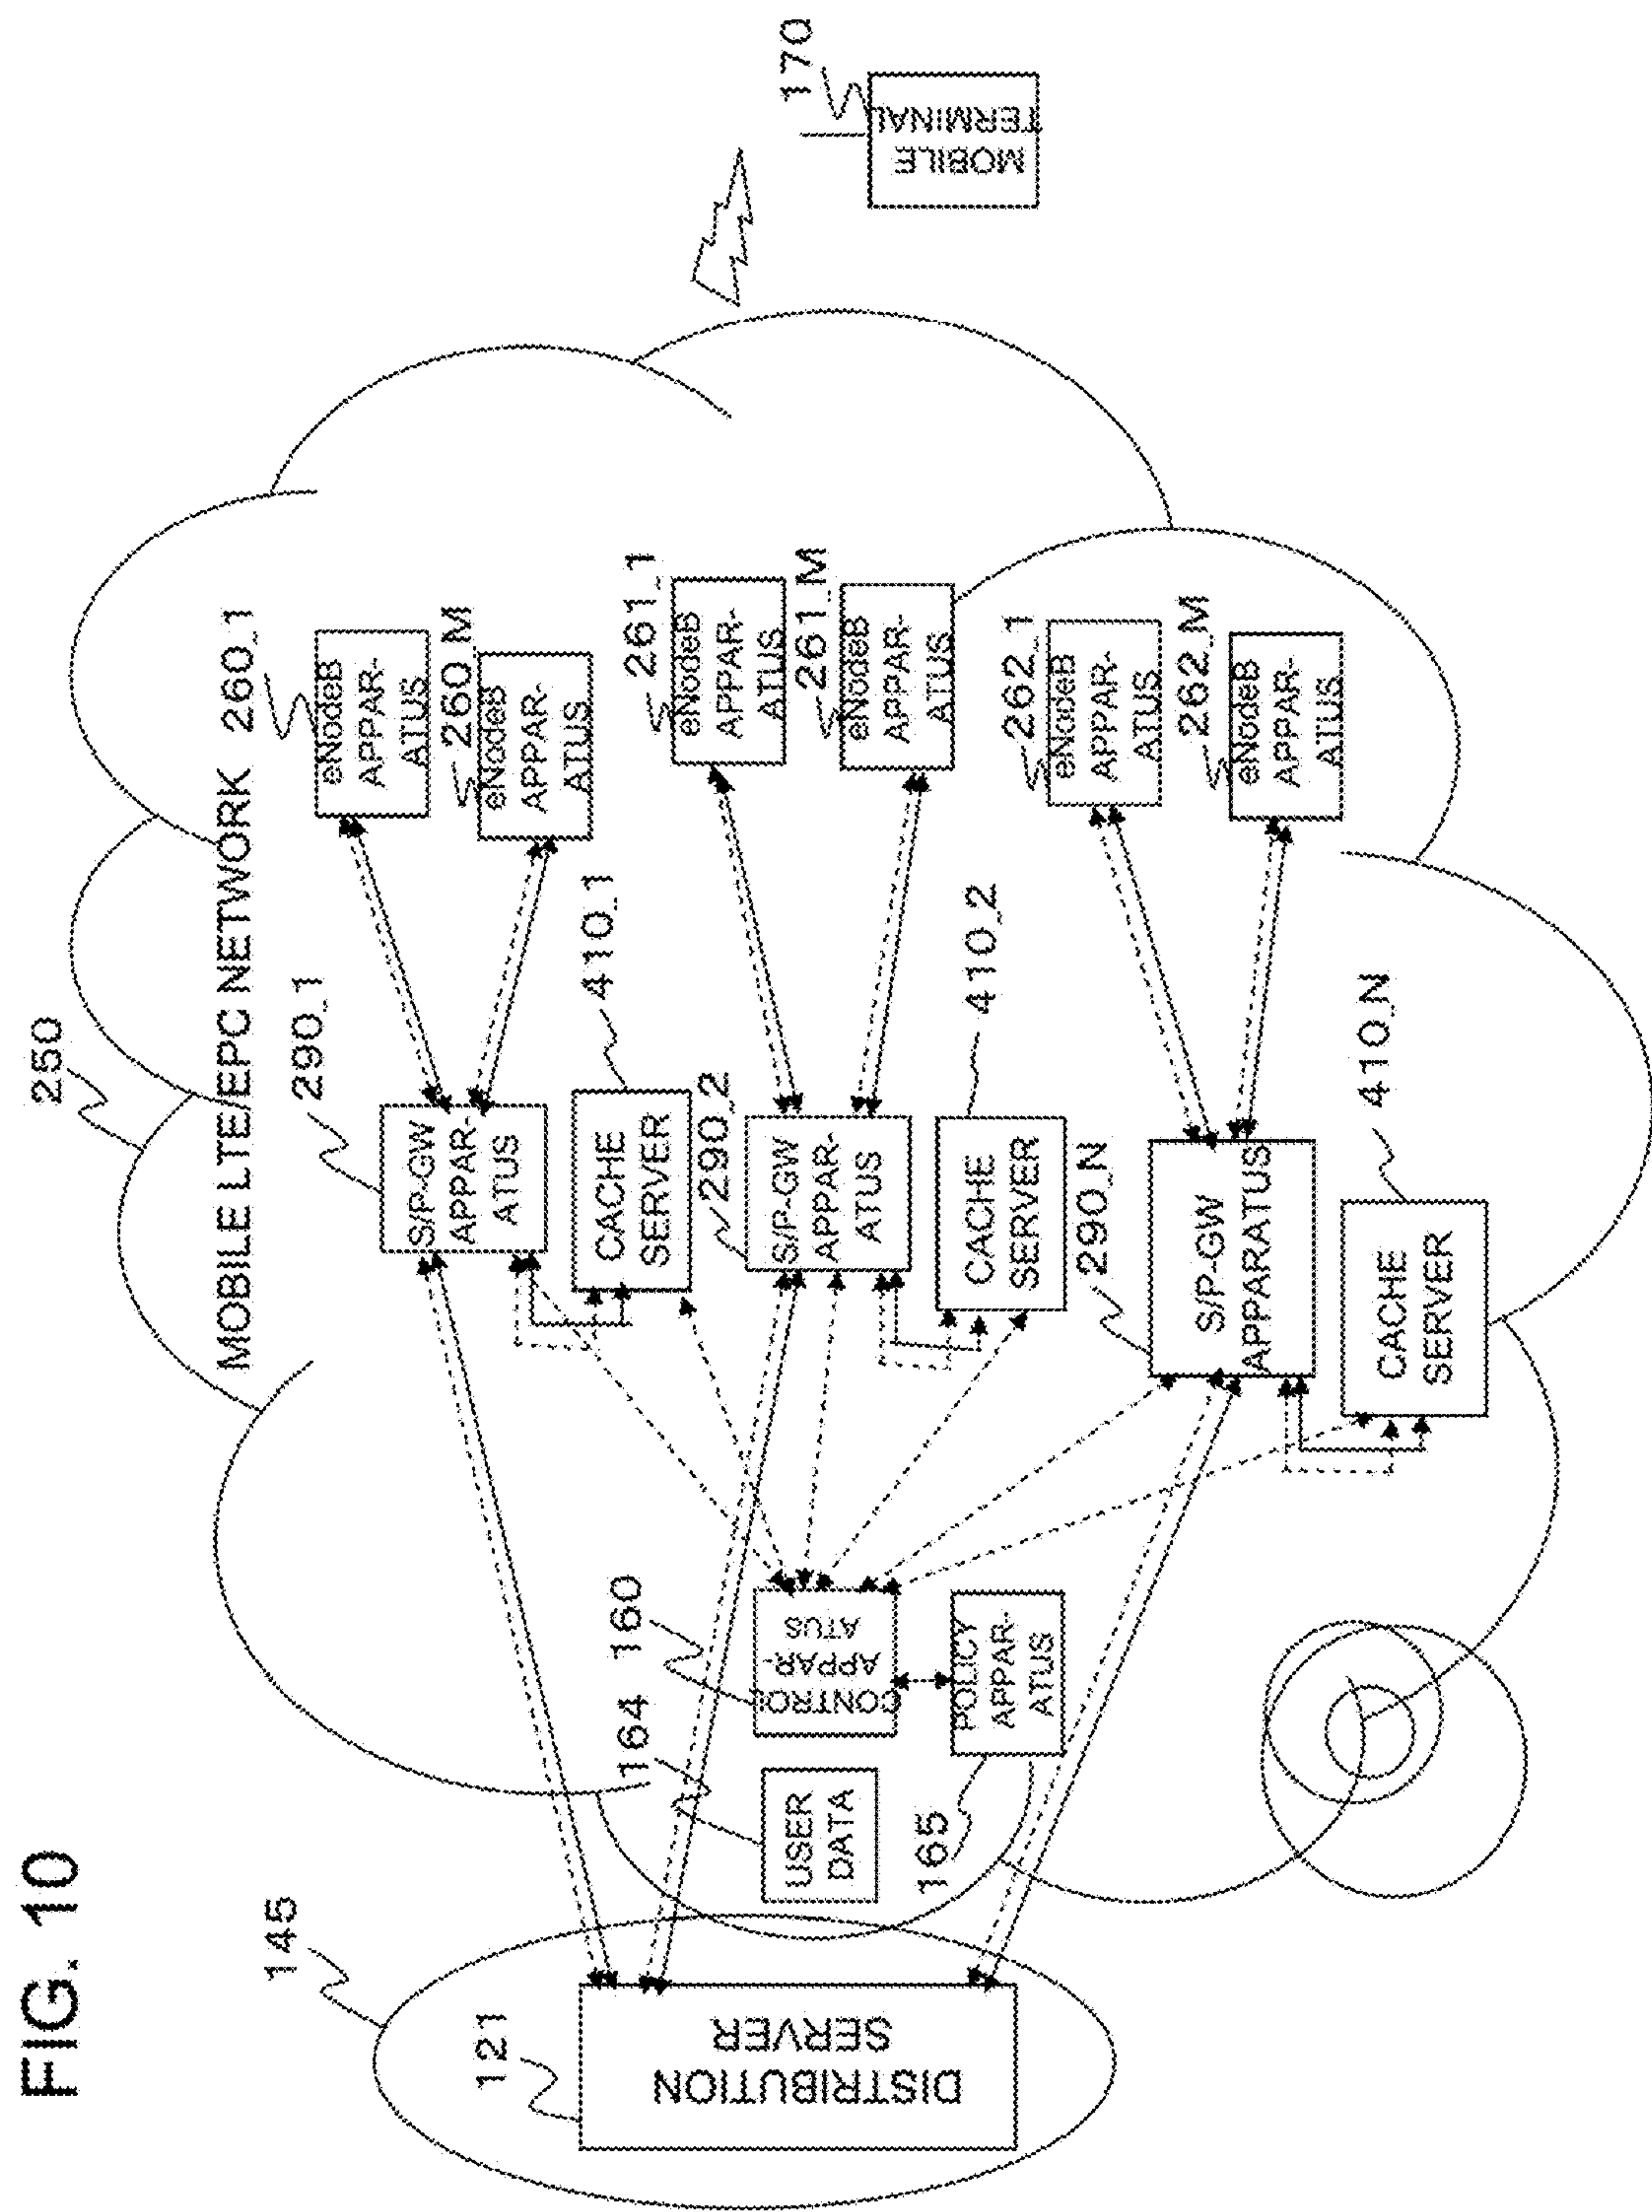 FIG. 10
145
121
DISTRIBUTION
SERVER
250
MOBILE LTE/EPC NETWORK
164
USER
DATA
160
CONTROL
APPAR-
ATUS
165
POLICY
APPAR-
ATUS
290_1
S/P-GW
APPAR-
ATUS
410_1
CACHE
SERVER
290_2
S/P-GW
APPAR-
ATUS
410_2
CACHE
SERVER
290_N
S/P-GW
APPARATUS
410_N
CACHE
SERVER
260_1
eNodeB
APPAR-
ATUS
260_M
eNodeB
APPAR-
ATUS
261_1
eNodeB
APPAR-
ATUS
261_M
eNodeB
APPAR-
ATUS
262_1
eNodeB
APPAR-
ATUS
262_M
eNodeB
APPAR-
ATUS
170
MOBILE
TERMINAL